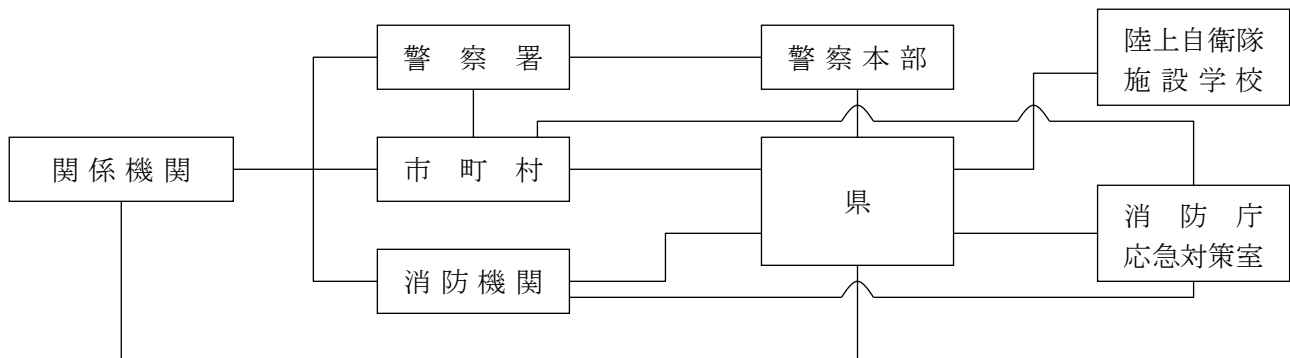 警察署
警察本部
陸上自衛隊
施設学校
関係機関
市町村
県
消防庁
応急対策室
消防機関